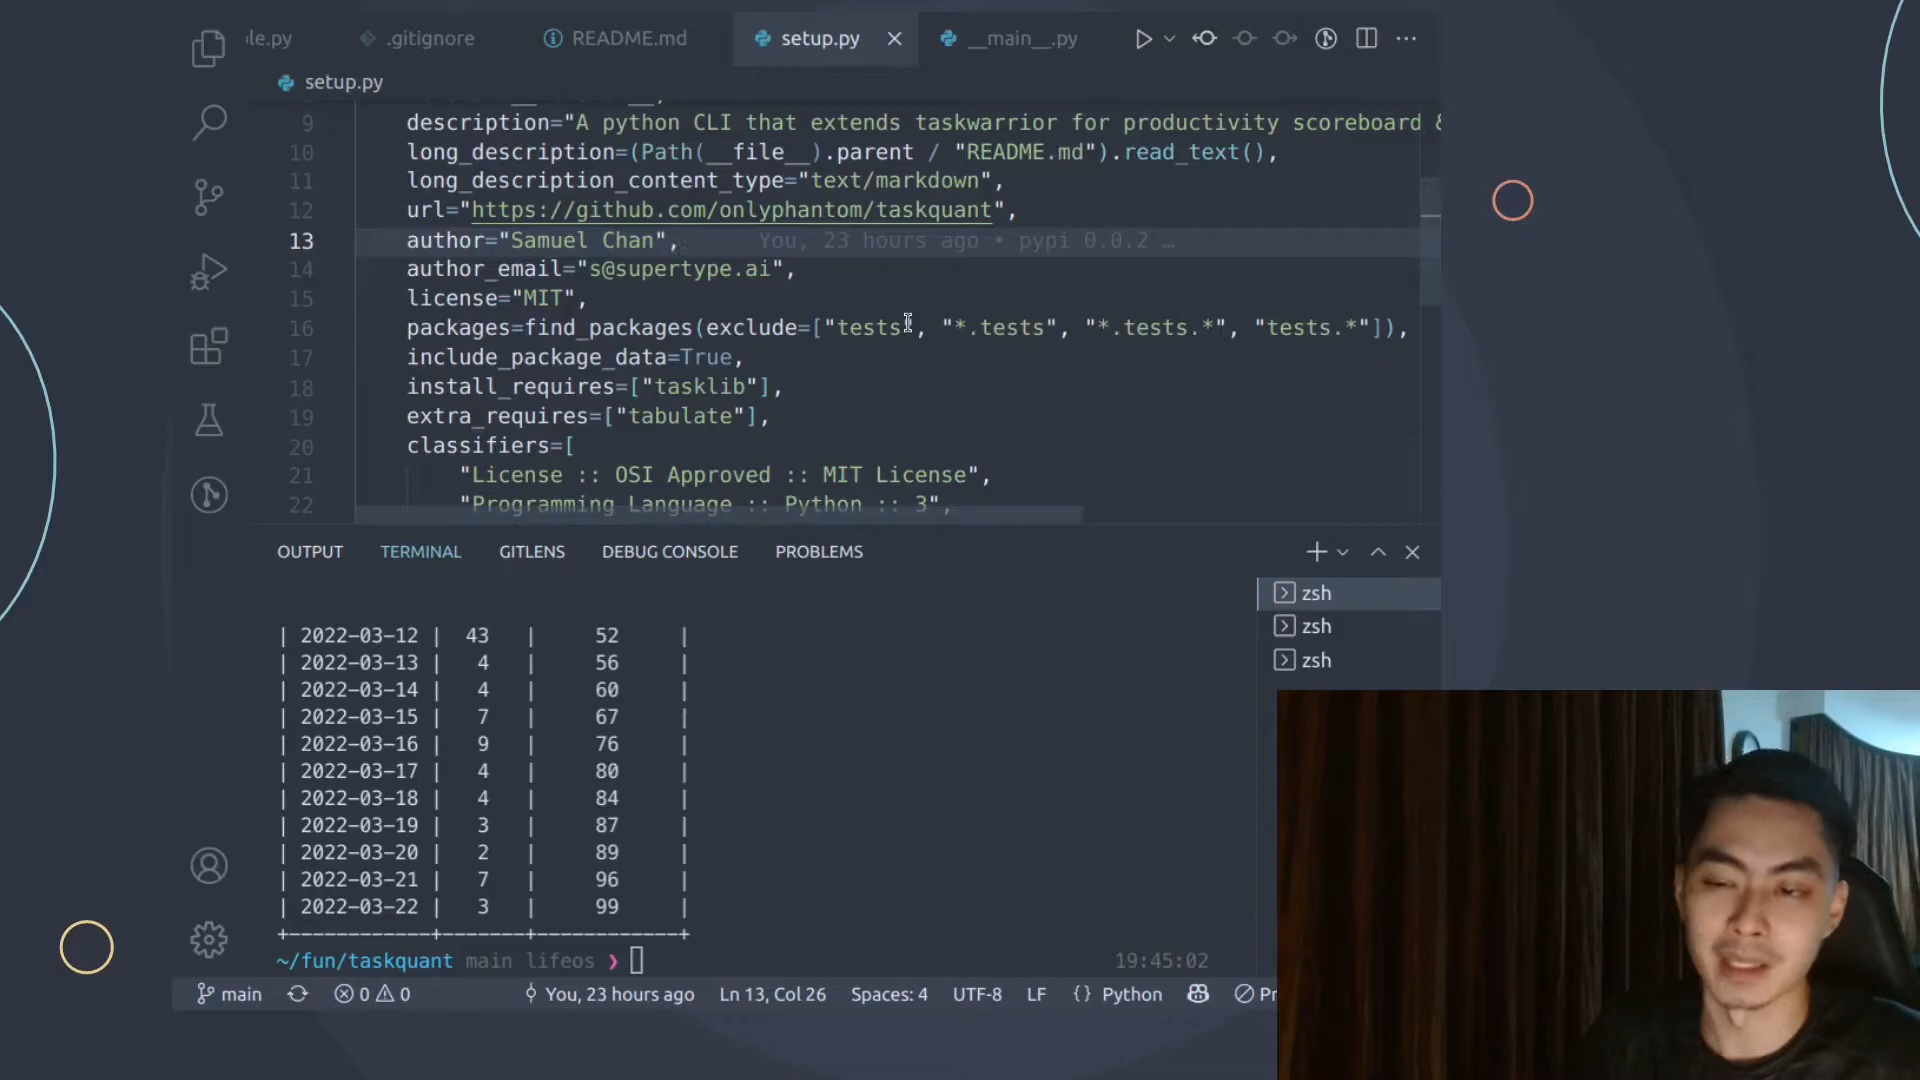 le.py .gitignore README.md setup.py __main__.py
setup.py
9 description="A python CLI that extends taskwarrior for productivity scoreboard &
10 long_description=(Path(__file__).parent / "README.md").read_text(),
11 long_description_content_type="text/markdown",
12 url="https://github.com/onlyphantom/taskquant",
13 author="Samuel Chan", You, 23 hours ago • pypi 0.0.2 …
14 author_email="s@supertype.ai",
15 license="MIT",
16 packages=find_packages(exclude=["tests", "*.tests", "*.tests.*", "tests.*"]),
17 include_package_data=True,
18 install_requires=["tasklib"],
19 extra_requires=["tabulate"],
20 classifiers=[
21 "License :: OSI Approved :: MIT License",
22 "Programming Language :: Python :: 3",
OUTPUT TERMINAL GITLENS DEBUG CONSOLE PROBLEMS
zsh
zsh
zsh
| 2022-03-12 | 43 | 52 |
| 2022-03-13 | 4 | 56 |
| 2022-03-14 | 4 | 60 |
| 2022-03-15 | 7 | 67 |
| 2022-03-16 | 9 | 76 |
| 2022-03-17 | 4 | 80 |
| 2022-03-18 | 4 | 84 |
| 2022-03-19 | 3 | 87 |
| 2022-03-20 | 2 | 89 |
| 2022-03-21 | 7 | 96 |
| 2022-03-22 | 3 | 99 |
+------------+-------+------------+
~/fun/taskquant main lifeos ❯ 19:45:02
main 0 0 You, 23 hours ago Ln 13, Col 26 Spaces: 4 UTF-8 LF {} Python Pr